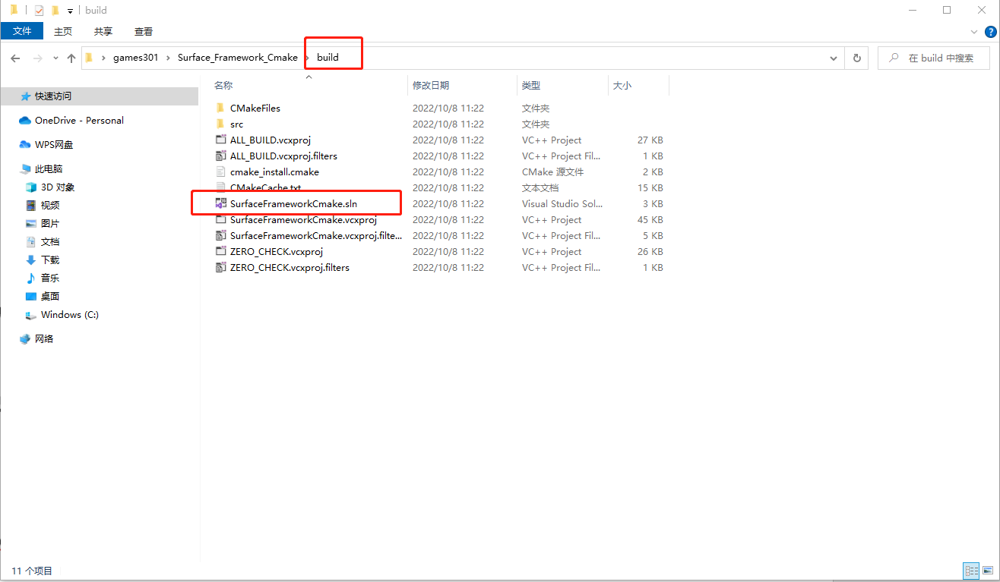 build
文件 主页 共享 查看
games301 Surface_Framework_Cmake build 在 build 中搜索
快速访问
OneDrive - Personal
WPS网盘
此电脑
3D 对象
视频
图片
文档
下载
音乐
桌面
Windows (C:)
网络
名称 修改日期 类型 大小
CMakeFiles 2022/10/8 11:22 文件夹
src 2022/10/8 11:22 文件夹
ALL_BUILD.vcxproj 2022/10/8 11:22 VC++ Project 27 KB
ALL_BUILD.vcxproj.filters 2022/10/8 11:22 VC++ Project Fil... 1 KB
cmake_install.cmake 2022/10/8 11:22 CMake 源文件 2 KB
CMakeCache.txt 2022/10/8 11:22 文本文档 15 KB
SurfaceFrameworkCmake.sln 2022/10/8 11:22 Visual Studio Sol... 3 KB
SurfaceFrameworkCmake.vcxproj 2022/10/8 11:22 VC++ Project 45 KB
SurfaceFrameworkCmake.vcxproj.filte... 2022/10/8 11:22 VC++ Project Fil... 5 KB
ZERO_CHECK.vcxproj 2022/10/8 11:22 VC++ Project 26 KB
ZERO_CHECK.vcxproj.filters 2022/10/8 11:22 VC++ Project Fil... 1 KB
11 个项目